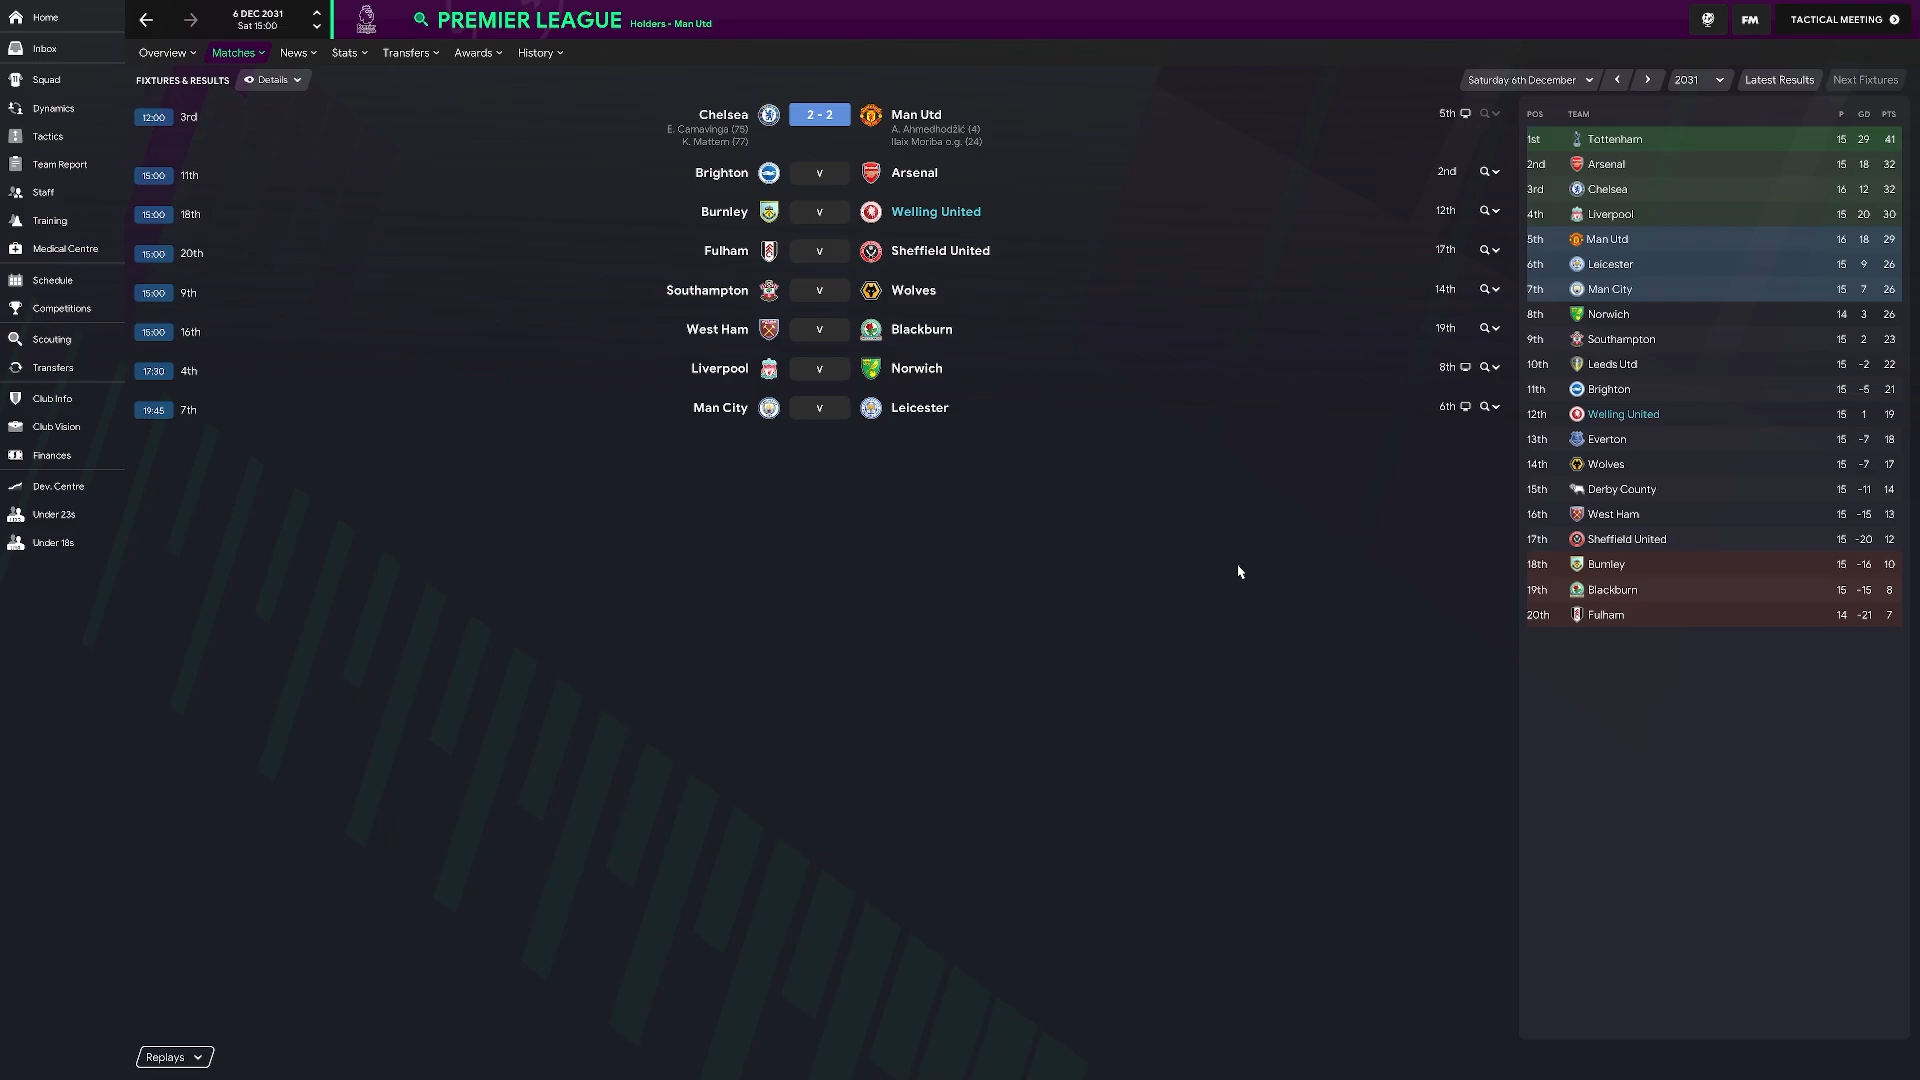 Home
6 DEC 2031
Sat 15:00
PREMIER LEAGUE Holders - Man Utd
FM
TACTICAL MEETING
Inbox
Overview Matches News Stats Transfers Awards History
Squad
FIXTURES & RESULTS Details
Saturday 6th December 2031 Latest Results Next Fixtures
Dynamics
Tactics
Team Report
Staff
Training
Medical Centre
Schedule
Competitions
Scouting
Transfers
Club Info
Club Vision
Finances
Dev. Centre
Under 23s
Under 18s
12:00 3rd Chelsea 2 - 2 Man Utd 5th
E. Camavinga (75) A. Ahmedhodžić (4)
K. Mattern (77) Ilaix Moriba o.g. (24)
15:00 11th Brighton v Arsenal 2nd
15:00 18th Burnley v Welling United 12th
15:00 20th Fulham v Sheffield United 17th
15:00 9th Southampton v Wolves 14th
15:00 16th West Ham v Blackburn 19th
17:30 4th Liverpool v Norwich 8th
19:45 7th Man City v Leicester 6th
POS TEAM P GD PTS
1st Tottenham 15 29 41
2nd Arsenal 15 18 32
3rd Chelsea 16 12 32
4th Liverpool 15 20 30
5th Man Utd 16 18 29
6th Leicester 15 9 26
7th Man City 15 7 26
8th Norwich 14 3 26
9th Southampton 15 2 23
10th Leeds Utd 15 -2 22
11th Brighton 15 -5 21
12th Welling United 15 1 19
13th Everton 15 -7 18
14th Wolves 15 -7 17
15th Derby County 15 -11 14
16th West Ham 15 -15 13
17th Sheffield United 15 -20 12
18th Burnley 15 -16 10
19th Blackburn 15 -15 8
20th Fulham 14 -21 7
Replays